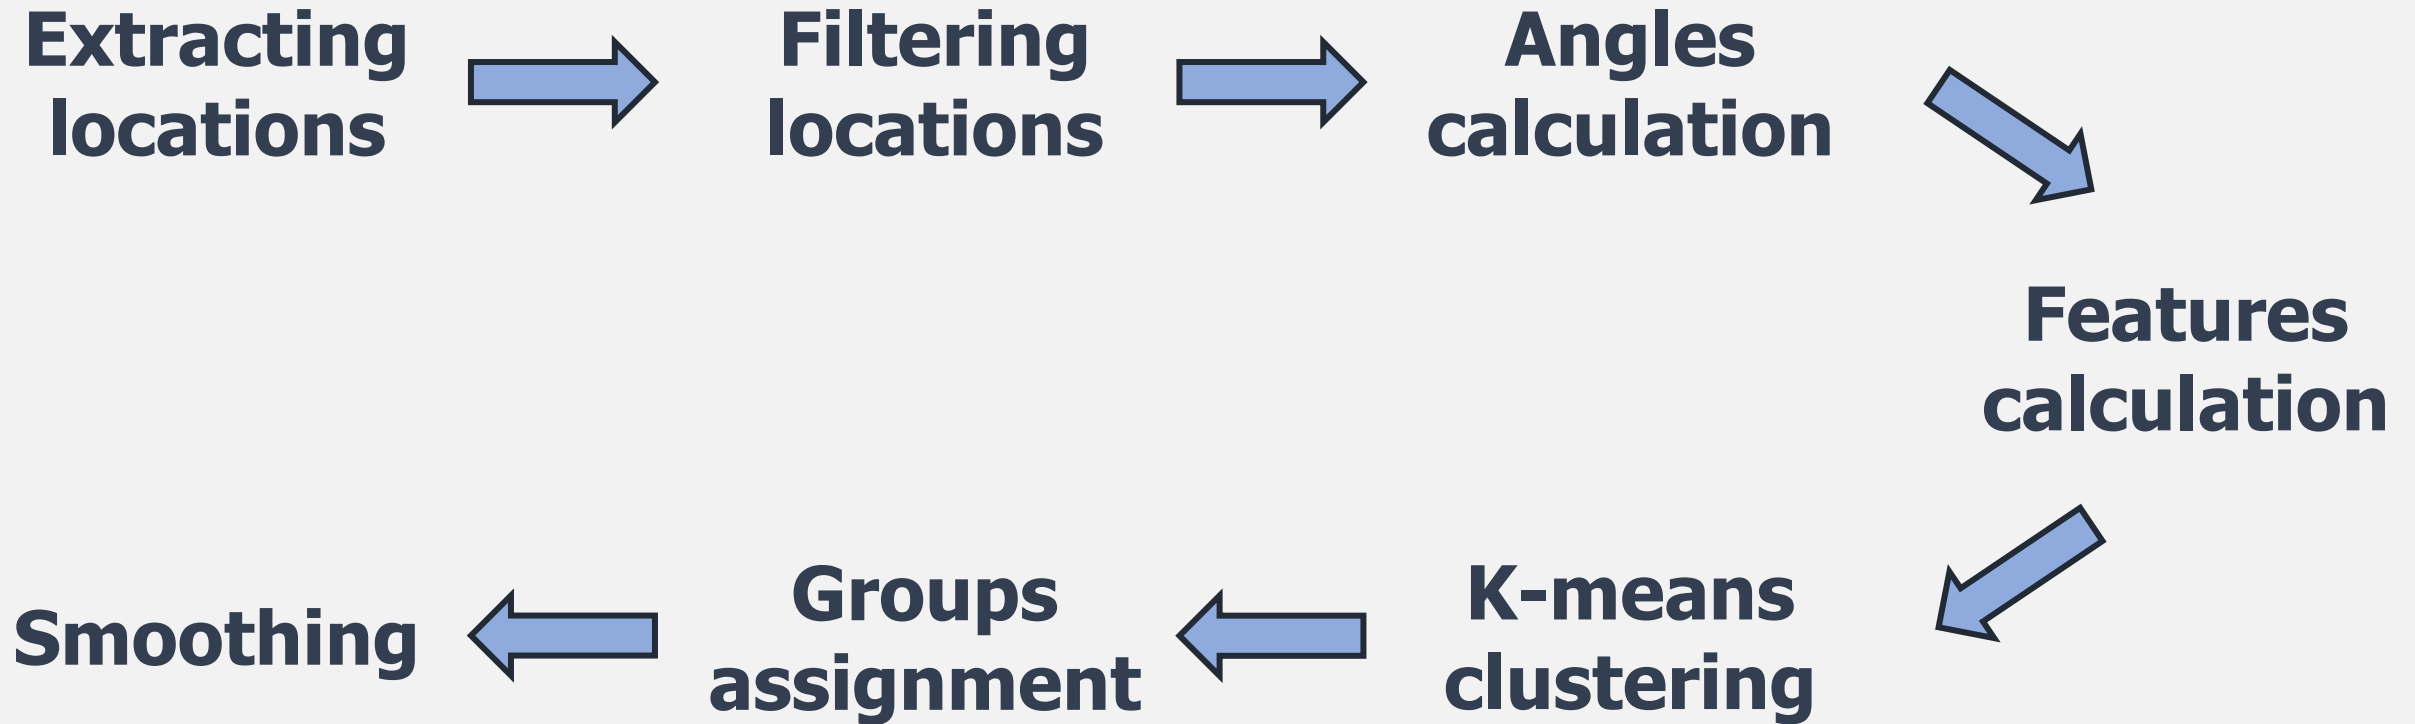 Extracting
locations
Filtering
locations
Angles
calculation
Features
calculation
K-means
clustering
Groups
assignment
Smoothing